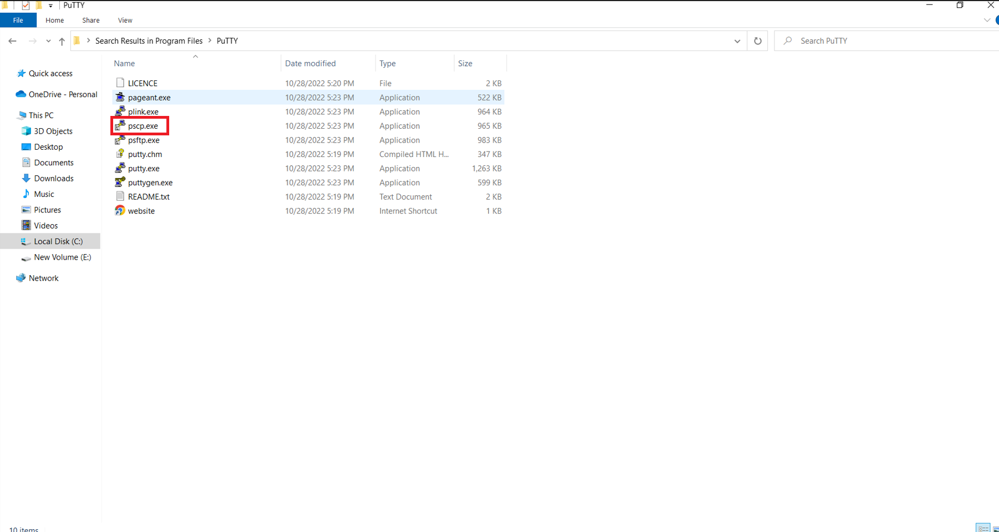 PuTTY
File Home Share View
Search Results in Program Files PuTTY Search PuTTY
Name Date modified Type Size
Quick access
OneDrive - Personal
This PC
3D Objects
Desktop
Documents
Downloads
Music
Pictures
Videos
Local Disk (C:)
New Volume (E:)
Network
LICENCE 10/28/2022 5:20 PM File 2 KB
pageant.exe 10/28/2022 5:23 PM Application 522 KB
plink.exe 10/28/2022 5:23 PM Application 964 KB
pscp.exe 10/28/2022 5:23 PM Application 965 KB
psftp.exe 10/28/2022 5:23 PM Application 983 KB
putty.chm 10/28/2022 5:19 PM Compiled HTML H... 347 KB
putty.exe 10/28/2022 5:23 PM Application 1,263 KB
puttygen.exe 10/28/2022 5:23 PM Application 599 KB
README.txt 10/28/2022 5:19 PM Text Document 2 KB
website 10/28/2022 5:19 PM Internet Shortcut 1 KB
10 items